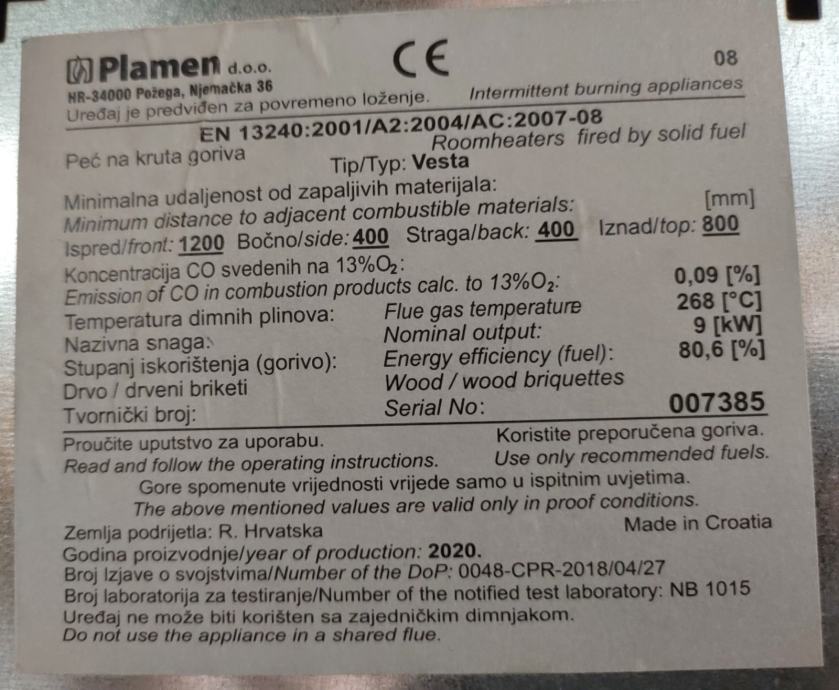 Plamen d.o.o.
CE
08
HR-34000 Požega, Njemačka 36
Uređaj je predviđen za povremeno loženje. Intermittent burning appliances
EN 13240:2001/A2:2004/AC:2007-08
Peć na kruta goriva Roomheaters fired by solid fuel
Tip/Typ: Vesta
Minimalna udaljenost od zapaljivih materijala:
Minimum distance to adjacent combustible materials: [mm]
Ispred/front: 1200 Bočno/side: 400 Straga/back: 400 Iznad/top: 800
Koncentracija CO svedenih na 13%O₂:
Emission of CO in combustion products calc. to 13%O₂: 0,09 [%]
Temperatura dimnih plinova: Flue gas temperature 268 [°C]
Nazivna snaga: Nominal output: 9 [kW]
Stupanj iskorištenja (gorivo): Energy efficiency (fuel): 80,6 [%]
Drvo / drveni briketi Wood / wood briquettes
Tvornički broj: Serial No: 007385
Proučite uputstvo za uporabu. Koristite preporučena goriva.
Read and follow the operating instructions. Use only recommended fuels.
Gore spomenute vrijednosti vrijede samo u ispitnim uvjetima.
The above mentioned values are valid only in proof conditions.
Zemlja podrijetla: R. Hrvatska Made in Croatia
Godina proizvodnje/year of production: 2020.
Broj Izjave o svojstvima/Number of the DoP: 0048-CPR-2018/04/27
Broj laboratorija za testiranje/Number of the notified test laboratory: NB 1015
Uređaj ne može biti korišten sa zajedničkim dimnjakom.
Do not use the appliance in a shared flue.